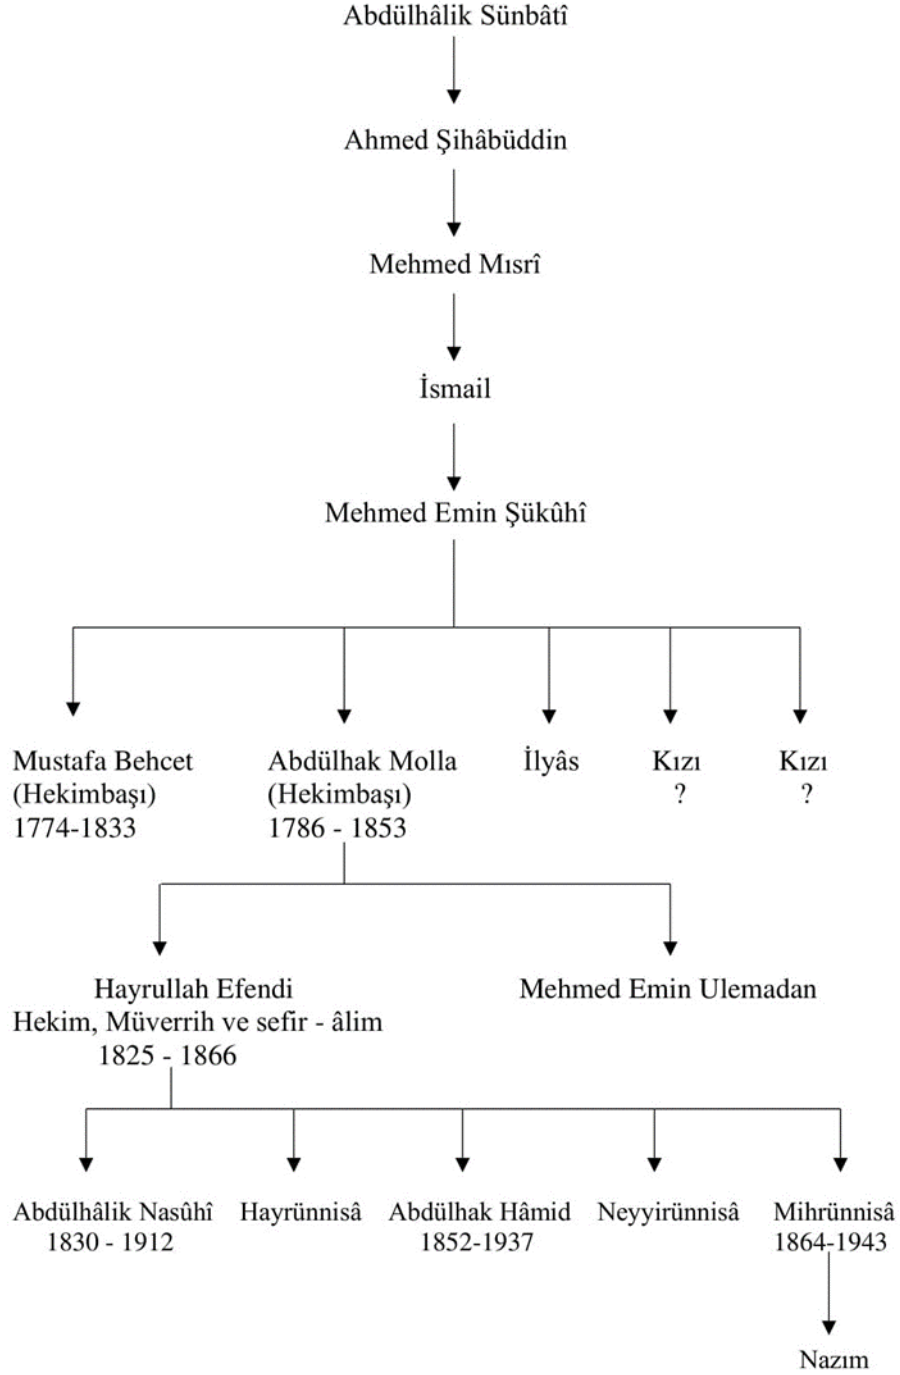 Abdülhâlik Sünbâtî
Ahmed Şihâbüddin
Mehmed Mısrî
İsmail
Mehmed Emin Şükûhî
Mustafa Behcet
(Hekimbaşı)
1774-1833
Abdülhak Molla
(Hekimbaşı)
1786 - 1853
İlyâs
Kızı
?
Kızı
?
Hayrullah Efendi
Hekim, Müverrih ve sefir - âlim
1825 - 1866
Mehmed Emin Ulemadan
Abdülhâlik Nasûhî
1830 - 1912
Hayrünnisâ
Abdülhak Hâmid
1852-1937
Neyyirünnisâ
Mihrünnisâ
1864-1943
Nazım